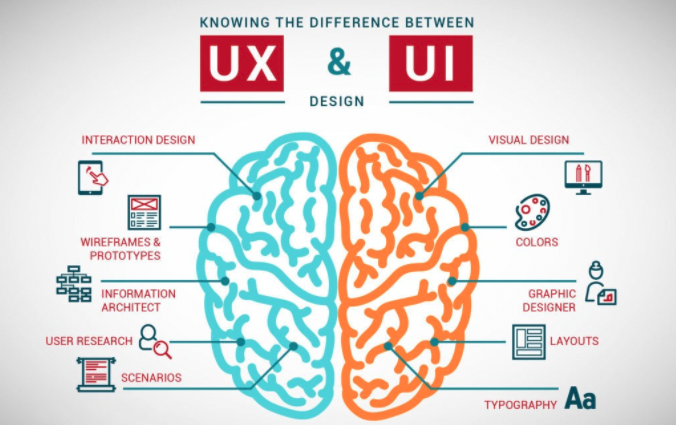 KNOWING THE DIFFERENCE BETWEEN
UX & UI
DESIGN
INTERACTION DESIGN
WIREFRAMES &
PROTOTYPES
INFORMATION
ARCHITECT
USER RESEARCH
SCENARIOS
VISUAL DESIGN
COLORS
GRAPHIC
DESIGNER
LAYOUTS
TYPOGRAPHY Aa